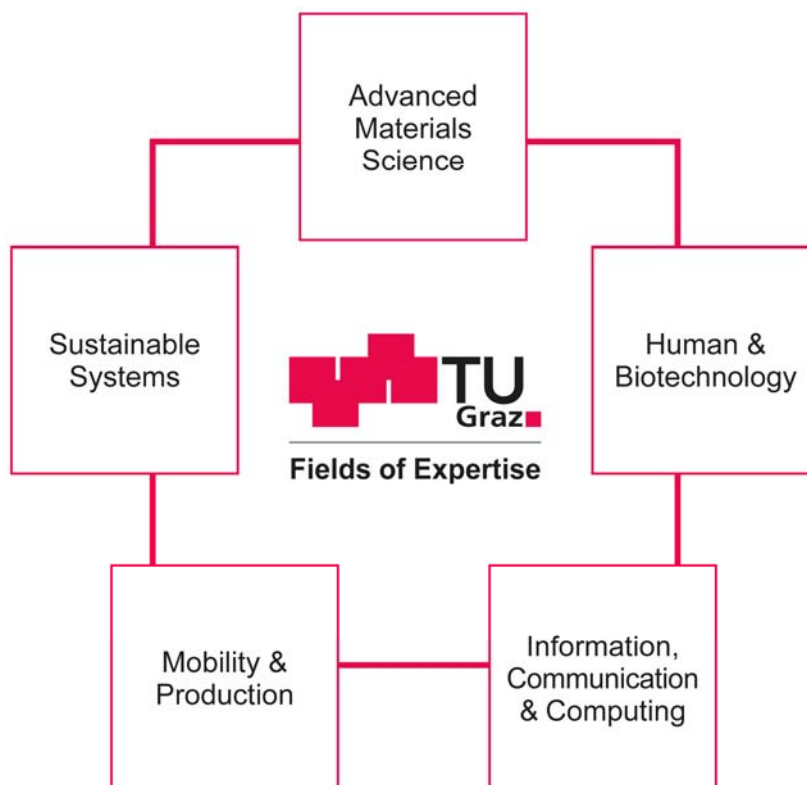 Advanced
Materials
Science
Sustainable
Systems
Human &
Biotechnology
TU
Graz
Fields of Expertise
Mobility &
Production
Information,
Communication
& Computing